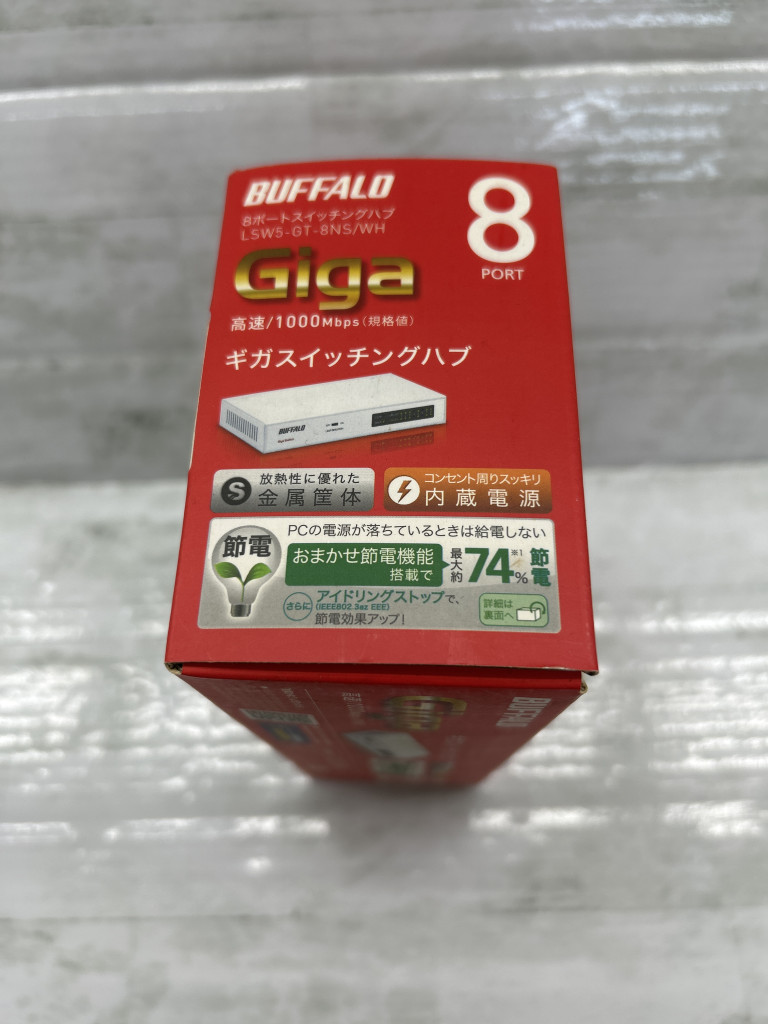 BUFFALO
8ポートスイッチングハブ
LSW5-GT-8NS/WH
8
PORT
Giga
高速/1000Mbps(規格値)
ギガスイッチングハブ
BUFFALO
S
放熱性に優れた
金属筐体
コンセント周りスッキリ
内蔵電源
節電
PCの電源が落ちているときは給電しない
おまかせ節電機能
搭載で
最大約74%※1節電
さらに
アイドリングストップで、
(IEEE802.3az EEE)
節電効果アップ!
詳細は
裏面へ
BUFFALO
Giga